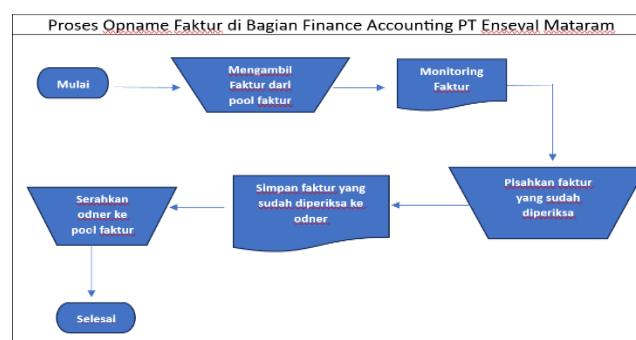 Proses Opname Faktur di Bagian Finance Accounting PT Enseval Mataram
Mulai
Mengambil
Faktur dari
pool faktur
Monitoring
Faktur
Pisahkan faktur
yang sudah
diperiksa
Simpan faktur yang
sudah diperiksa ke
odner
Serahkan
odner ke
pool faktur
Selesai